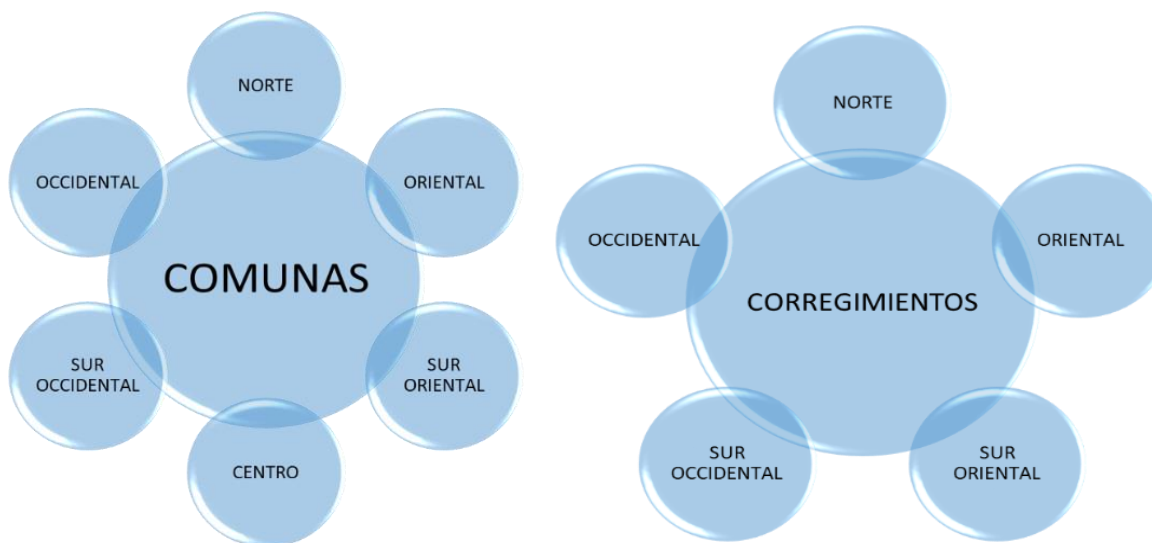 NORTE
OCCIDENTAL
ORIENTAL
COMUNAS
SUR
OCCIDENTAL
SUR
ORIENTAL
CENTRO
NORTE
OCCIDENTAL
ORIENTAL
CORREGIMIENTOS
SUR
OCCIDENTAL
SUR
ORIENTAL